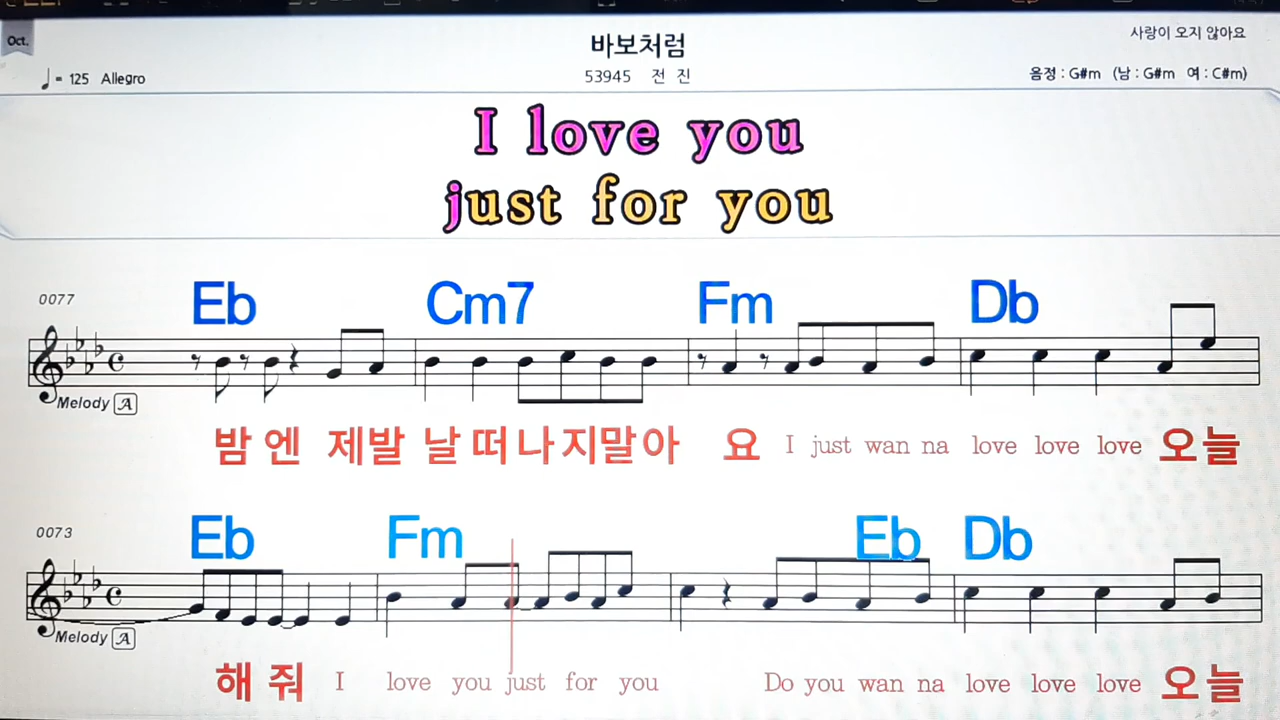 Oct.
바보처럼
사랑이 오지 않아요
♩= 125 Allegro
53945 전 진
음정 : G#m (남 : G#m 여 : C#m)
I love you
just for you
0077
Eb Cm7 Fm Db
Melody A
밤 엔 제발 날 떠나지말아 요 I just wan na love love love 오늘
0073
Eb Fm Eb Db
Melody A
해 줘 I love you just for you Do you wan na love love love 오늘